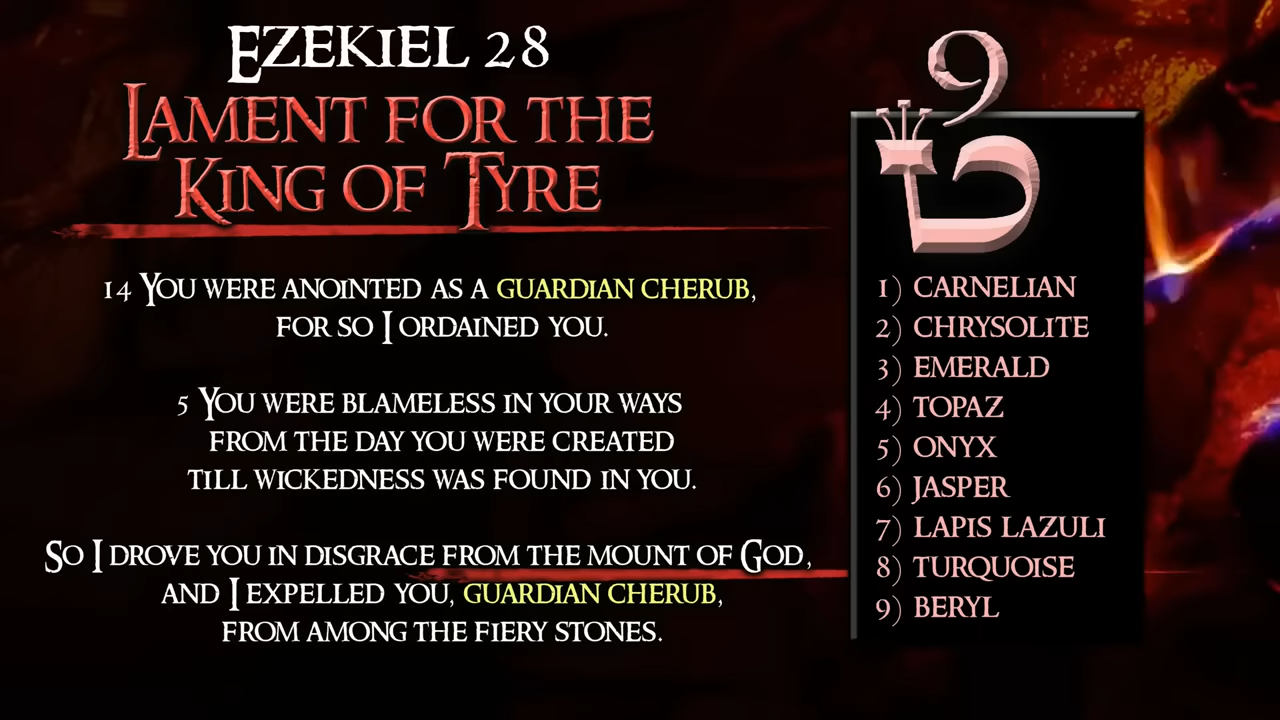 EZEKIEL 28
LAMENT FOR THE
KING OF TYRE
14 YOU WERE ANOINTED AS A GUARDIAN CHERUB,
FOR SO I ORDAINED YOU.
5 YOU WERE BLAMELESS IN YOUR WAYS
FROM THE DAY YOU WERE CREATED
TILL WICKEDNESS WAS FOUND IN YOU.
SO I DROVE YOU IN DISGRACE FROM THE MOUNT OF GOD,
AND I EXPELLED YOU, GUARDIAN CHERUB,
FROM AMONG THE FIERY STONES.
9
ט
1) CARNELIAN
2) CHRYSOLITE
3) EMERALD
4) TOPAZ
5) ONYX
6) JASPER
7) LAPIS LAZULI
8) TURQUOISE
9) BERYL